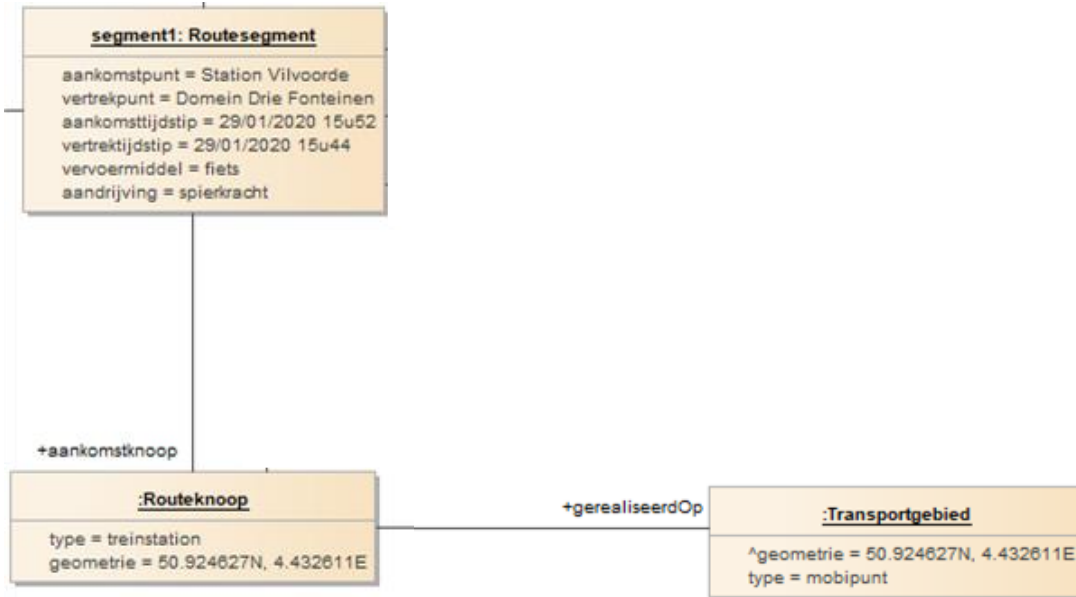 segment1: Routesegment
aankomstpunt = Station Vilvoorde
vertrekpunt = Domein Drie Fonteinen
aankomsttijdstip = 29/01/2020 15u52
vertrektijdstip = 29/01/2020 15u44
vervoermiddel = fiets
aandrijving = spierkracht
+aankomstknoop
:Routeknoop
type = treinstation
geometrie = 50.924627N, 4.432611E
+gerealiseerdOp
:Transportgebied
^geometrie = 50.924627N, 4.432611E
type = mobipunt